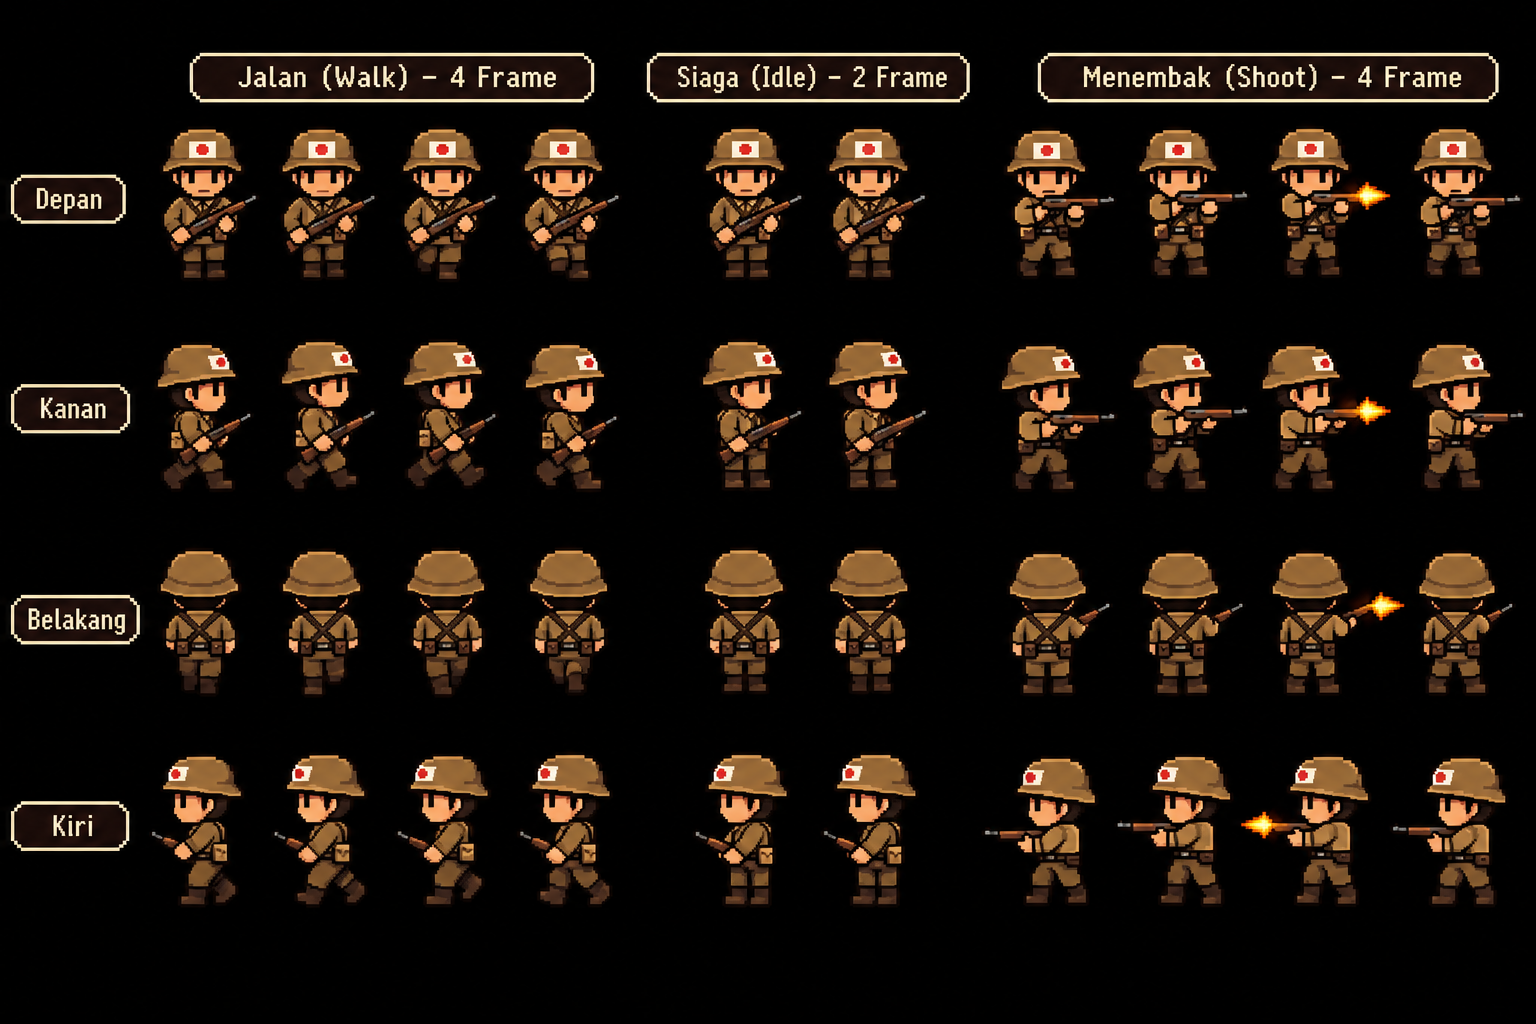 Jalan (Walk) - 4 Frame
Siaga (Idle) - 2 Frame
Menembak (Shoot) - 4 Frame
Depan
Kanan
Belakang
Kiri